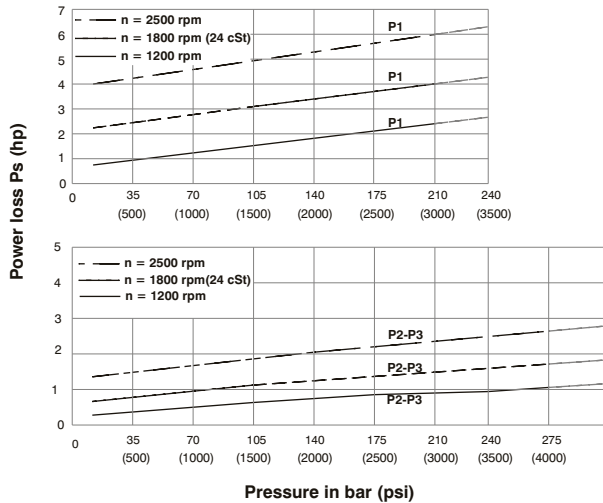 Power loss Ps (hp)
7
6
5
4
3
2
1
0
n = 2500 rpm
n = 1800 rpm (24 cSt)
n = 1200 rpm
P1
P1
P1
0 35 70 105 140 175 210 240
(500) (1000) (1500) (2000) (2500) (3000) (3500)
5
4
3
2
1
0
n = 2500 rpm
n = 1800 rpm(24 cSt)
n = 1200 rpm
P2-P3
P2-P3
P2-P3
0 35 70 105 140 175 210 240 275
(500) (1000) (1500) (2000) (2500) (3000) (3500) (4000)
Pressure in bar (psi)